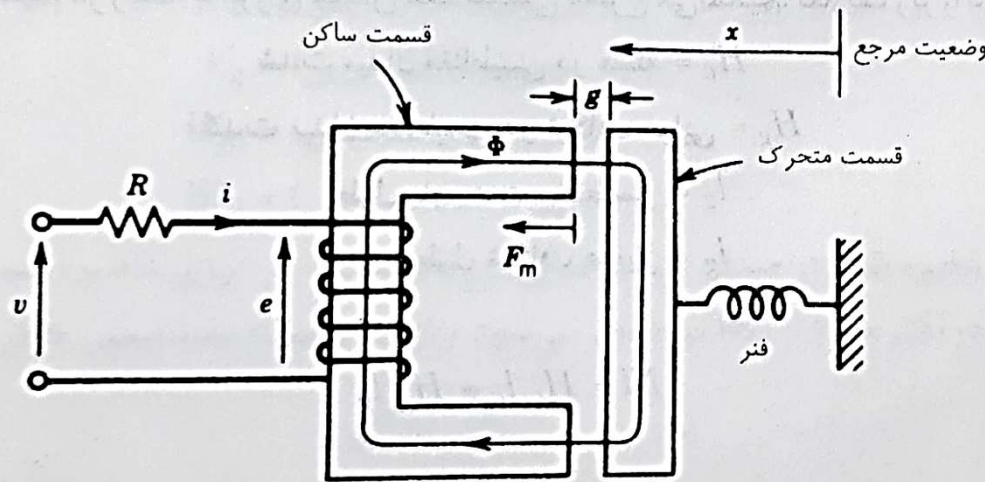 قسمت ساکن
x
وضعیت مرجع
g
Φ
قسمت متحرک
R
i
F_m
v
e
فنر